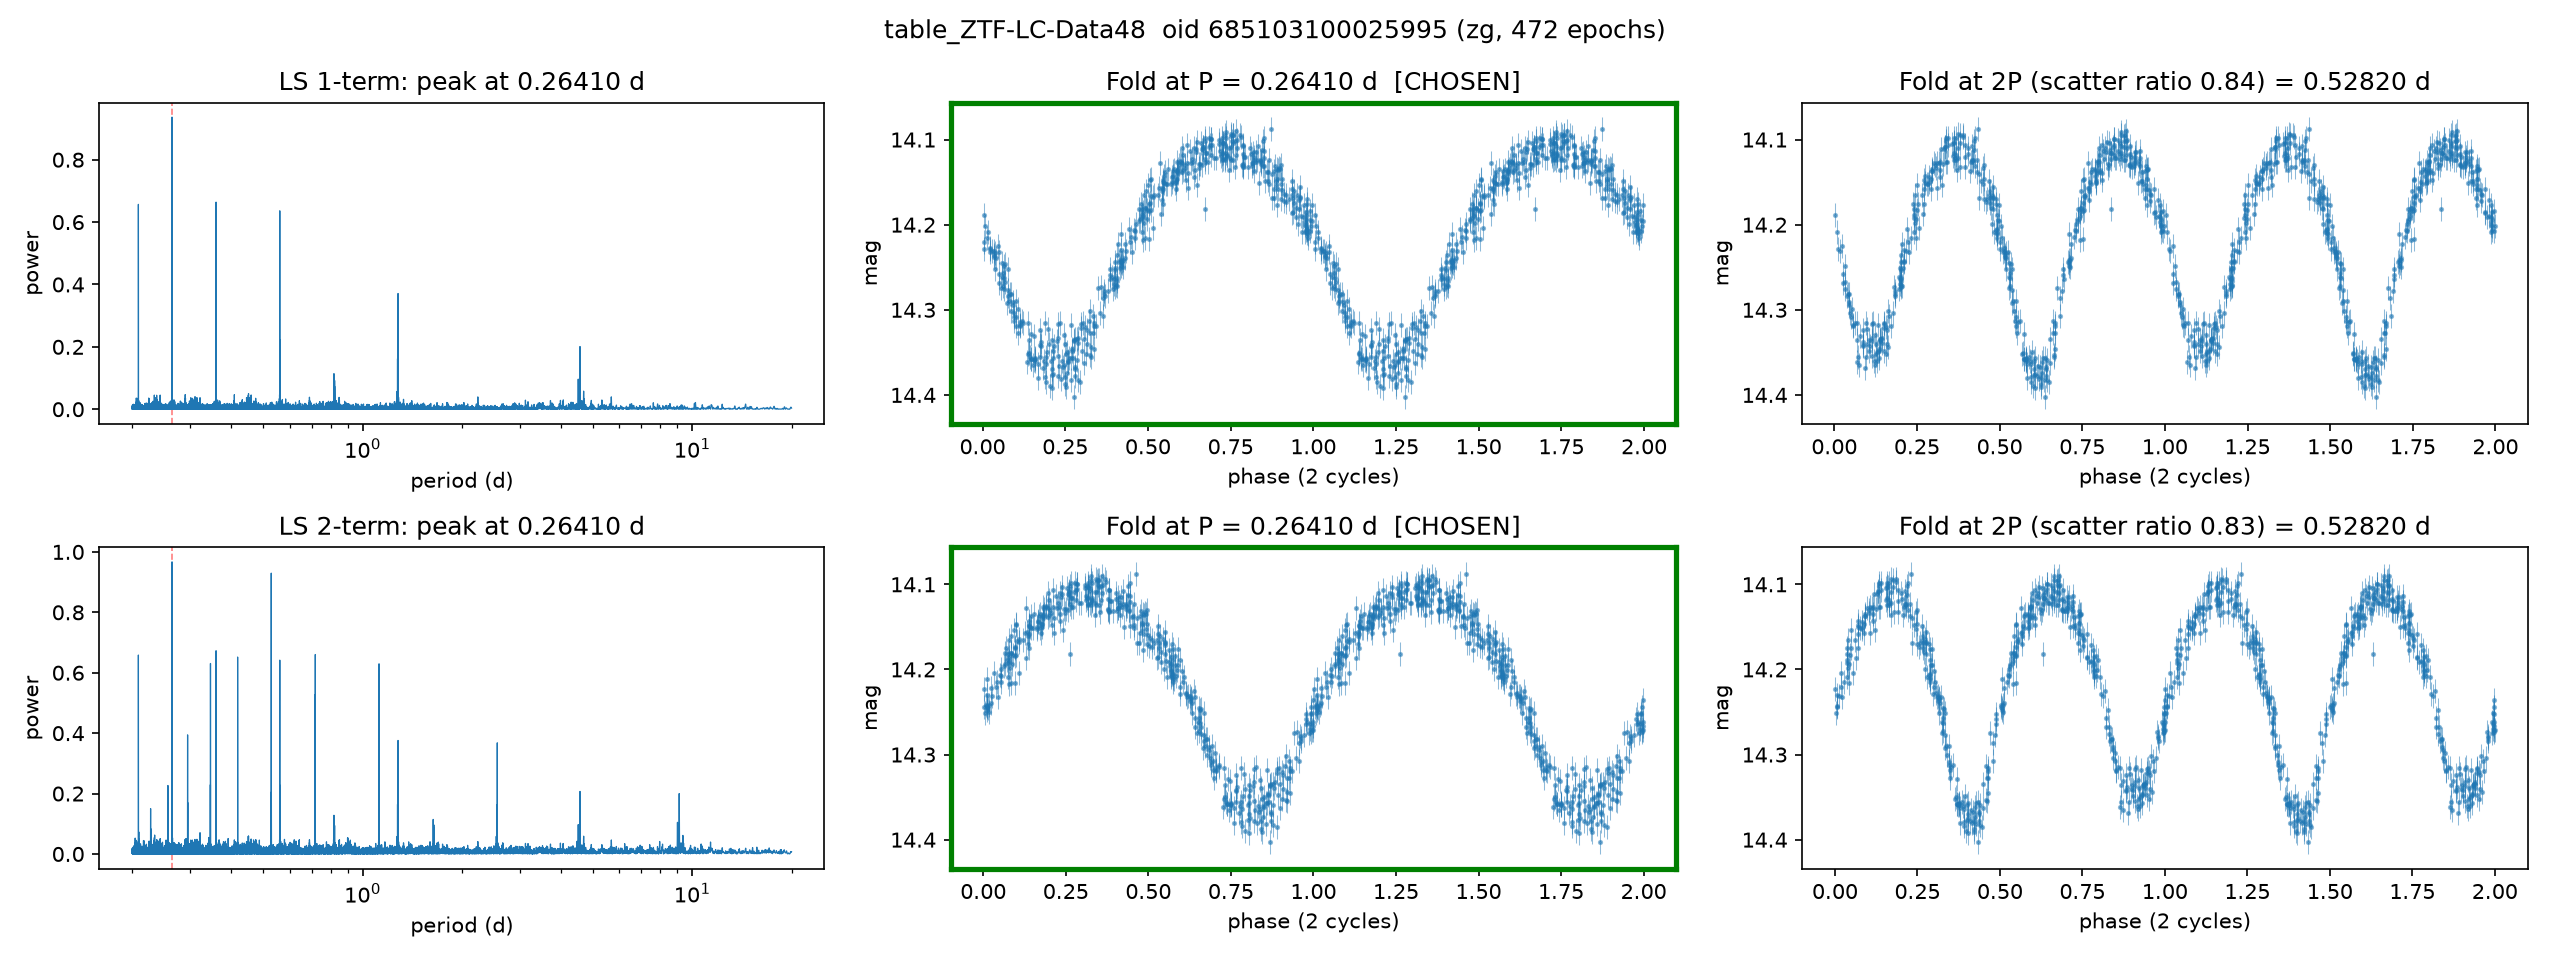 table_ZTF-LC-Data48 oid 685103100025995 (zg, 472 epochs)
LS 1-term: peak at 0.26410 d
power
0.8
0.6
0.4
0.2
0.0
10⁰
10¹
period (d)
Fold at P = 0.26410 d [CHOSEN]
mag
14.1
14.2
14.3
14.4
0.00 0.25 0.50 0.75 1.00 1.25 1.50 1.75 2.00
phase (2 cycles)
Fold at 2P (scatter ratio 0.84) = 0.52820 d
mag
14.1
14.2
14.3
14.4
0.00 0.25 0.50 0.75 1.00 1.25 1.50 1.75 2.00
phase (2 cycles)
LS 2-term: peak at 0.26410 d
power
1.0
0.8
0.6
0.4
0.2
0.0
10⁰
10¹
period (d)
Fold at P = 0.26410 d [CHOSEN]
mag
14.1
14.2
14.3
14.4
0.00 0.25 0.50 0.75 1.00 1.25 1.50 1.75 2.00
phase (2 cycles)
Fold at 2P (scatter ratio 0.83) = 0.52820 d
mag
14.1
14.2
14.3
14.4
0.00 0.25 0.50 0.75 1.00 1.25 1.50 1.75 2.00
phase (2 cycles)